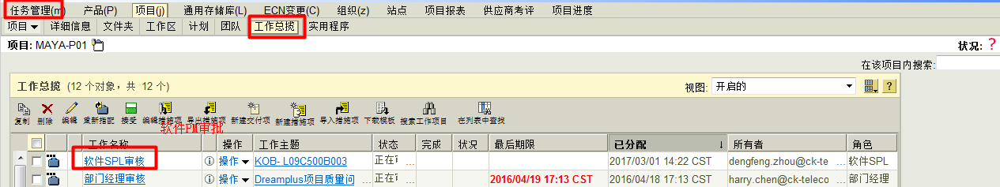 任务管理(m) 产品(P) 项目(j) 通用存储库(L) ECN变更(C) 组织(z) 站点 项目报表 供应商考评 项目进度
项目 详细信息 文件夹 工作区 计划 团队 工作总揽 实用程序
项目: MAYA-P01 状况: ?
在该项目内搜索:
工作总揽 (12 个对象，共 12 个) 视图: 开启的 ?
复制 删除 编辑 重新指配 接受 编辑措施项 导出措施项 新建交付项 新建措施项 导入措施项 下载模板 搜索工作项目 在列表中查找
软件PM审批
工作名称 操作 工作主题 状态 完成 状况 最后期限 已分配 ↓ 所有者 角色
软件SPL审核 操作 KOB- L09C500B003 正在 ... 2017/03/01 14:22 CST dengfeng.zhou@ck-te ... 软件SPL
部门经理审核 操作 Dreamplus项目质量问 正在 ... 2016/04/19 17:13 CST 2016/04/18 17:13 CST harry.chen@ck-teleco ... 部门经理